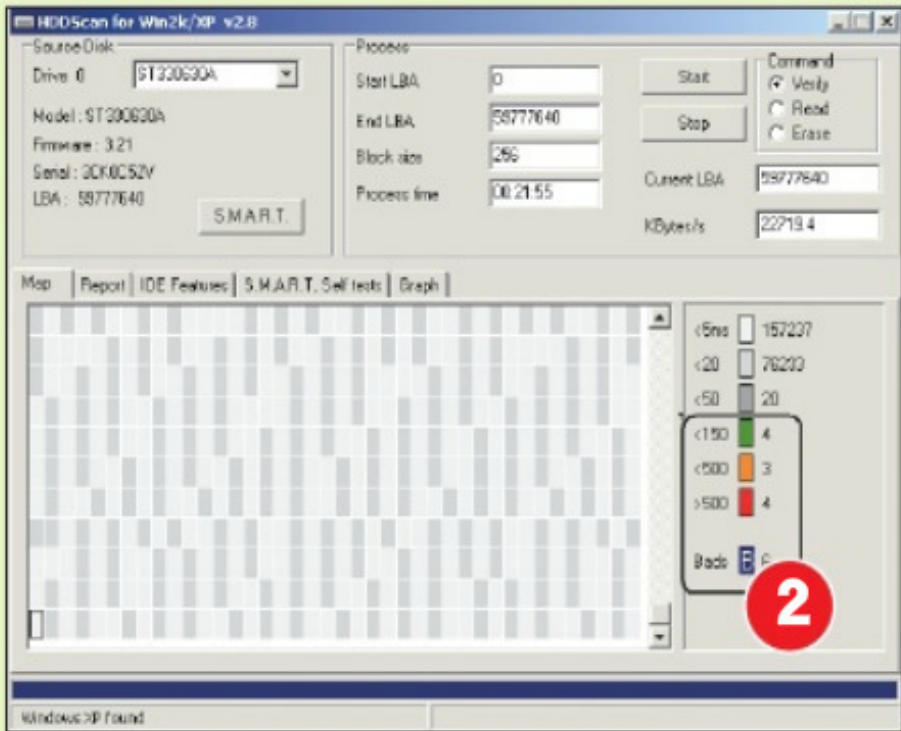 HDDScan for Win2k/XP v2.8
Source Disk
Drive 0
ST330630A
Model : ST330630A
Firmware : 3.21
Serial :
LBA : 59777640
S.M.A.R.T.
Process
Start LBA
0
End LBA
59777640
Block size
256
Process time
00:21:55
Start
Stop
Command
Verify
Read
Erase
Current LBA
59777640
KBytes/s
22719.4
Map
Report
IDE Features
S.M.A.R.T. Self tests
Graph
<5ms 157237
<20
<50 20
<150 4
<500 3
>500 4
Bads B
2
Windows XP found